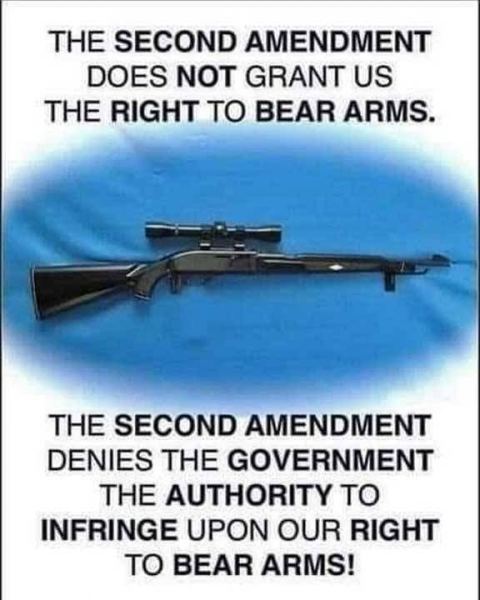 THE SECOND AMENDMENT
DOES NOT GRANT US
THE RIGHT TO BEAR ARMS.
THE SECOND AMENDMENT
DENIES THE GOVERNMENT
THE AUTHORITY TO
INFRINGE UPON OUR RIGHT
TO BEAR ARMS!